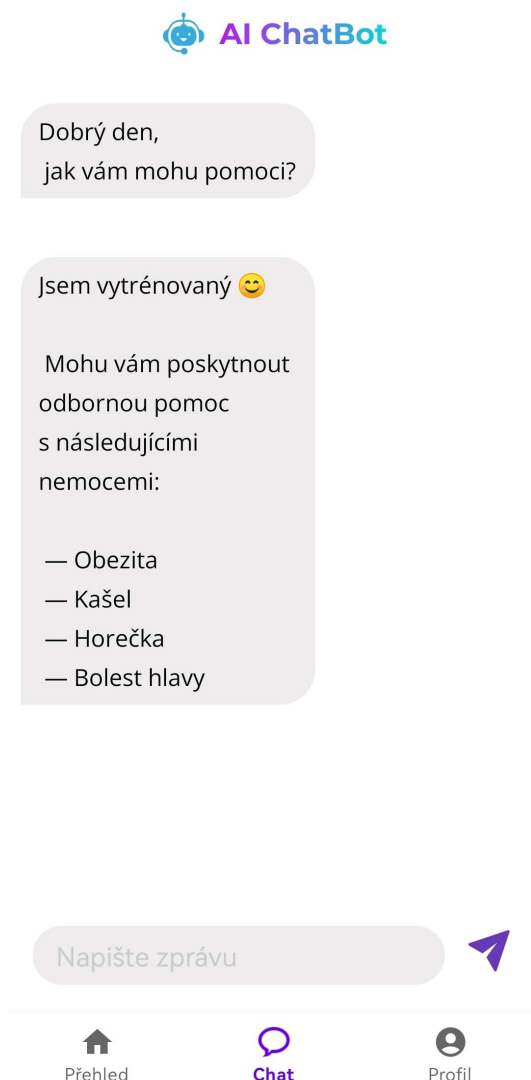 AI ChatBot
Dobrý den,
jak vám mohu pomoci?
Jsem vytrénovaný 😊
Mohu vám poskytnout
odbornou pomoc
s následujícími
nemocemi:
— Obezita
— Kašel
— Horečka
— Bolest hlavy
Napište zprávu
Přehled
Chat
Profil